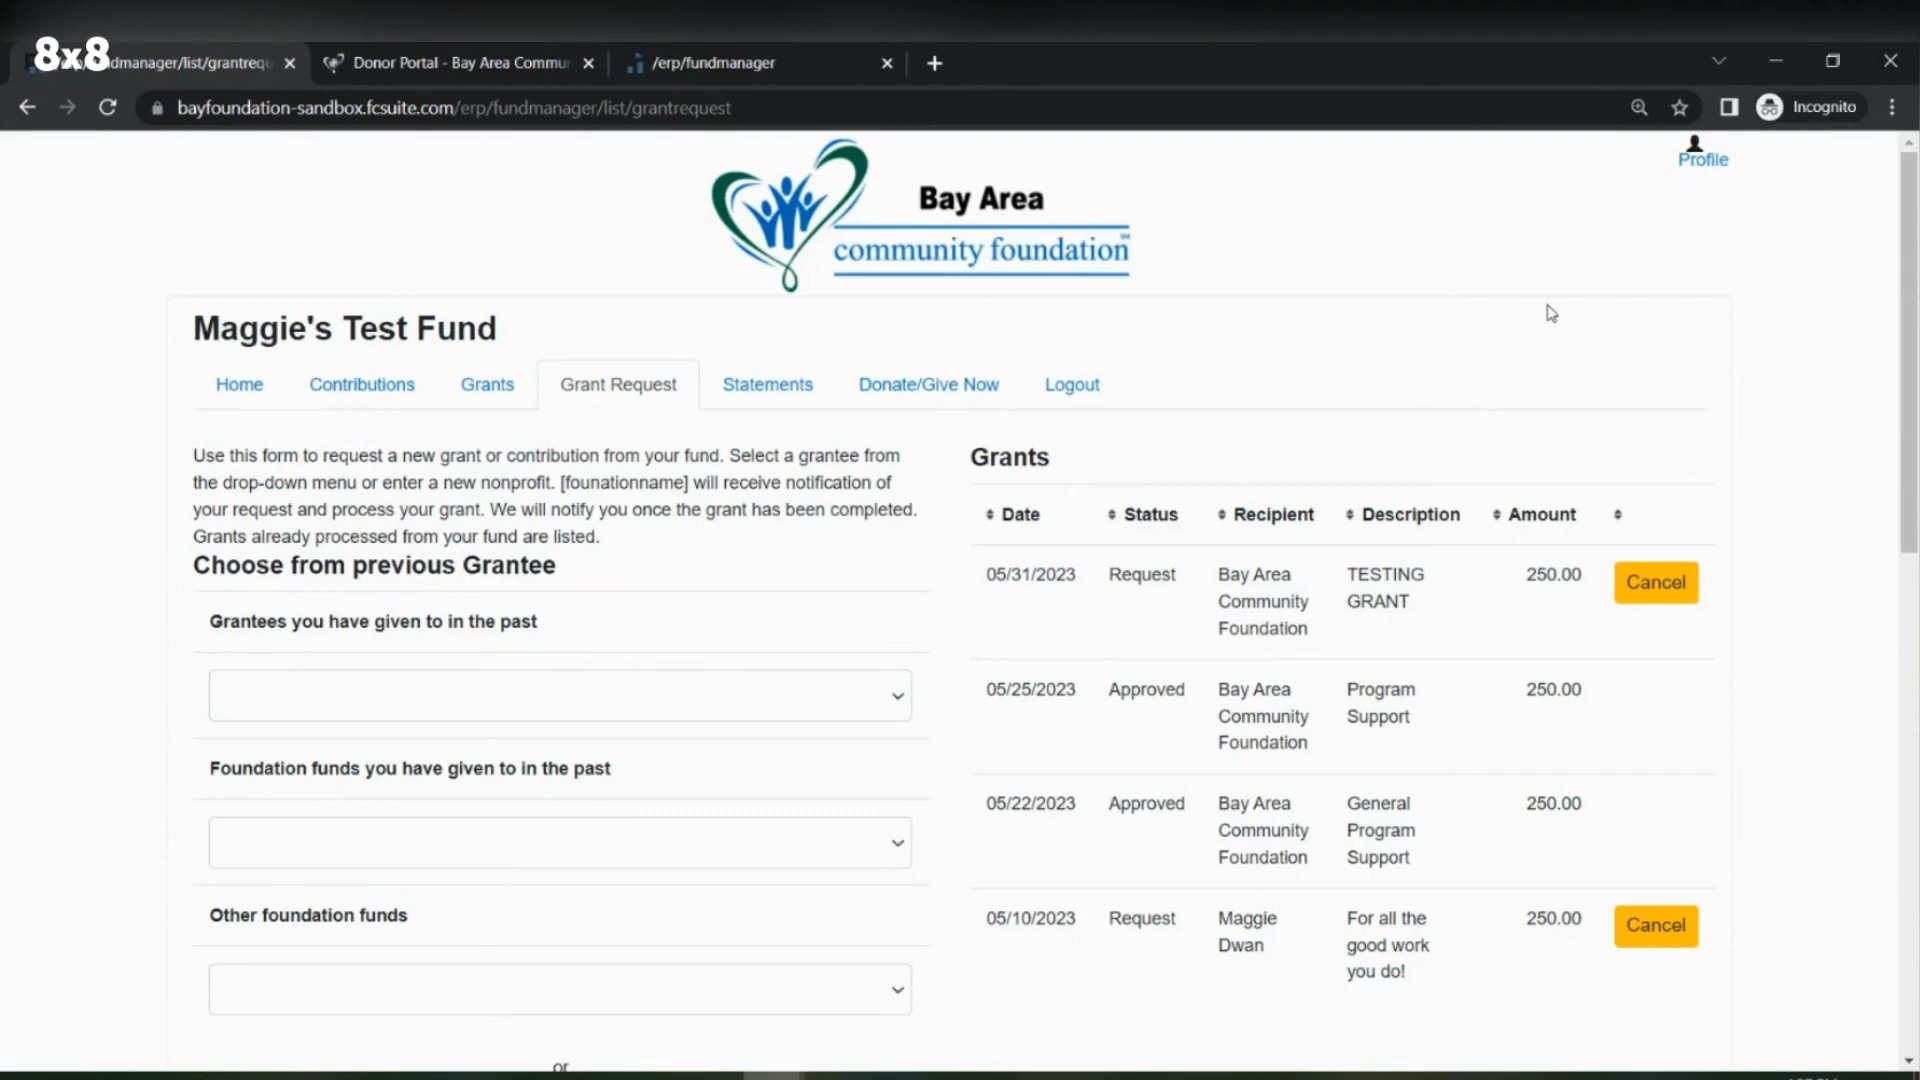 8x8
dmanager/list/grantrequ
Donor Portal - Bay Area Commu
/erp/fundmanager
bayfoundation-sandbox.fcsuite.com/erp/fundmanager/list/grantrequest
Incognito
Profile
Bay Area
community foundation
Maggie's Test Fund
Home
Contributions
Grants
Grant Request
Statements
Donate/Give Now
Logout
Use this form to request a new grant or contribution from your fund. Select a grantee from
the drop-down menu or enter a new nonprofit. [founationname] will receive notification of
your request and process your grant. We will notify you once the grant has been completed.
Grants already processed from your fund are listed.
Choose from previous Grantee
Grantees you have given to in the past
Foundation funds you have given to in the past
Other foundation funds
or
Grants
Date Status Recipient Description Amount
05/31/2023 Request Bay Area TESTING 250.00 Cancel
Community GRANT
Foundation
05/25/2023 Approved Bay Area Program 250.00
Community Support
Foundation
05/22/2023 Approved Bay Area General 250.00
Community Program
Foundation Support
05/10/2023 Request Maggie For all the 250.00 Cancel
Dwan good work
you do!